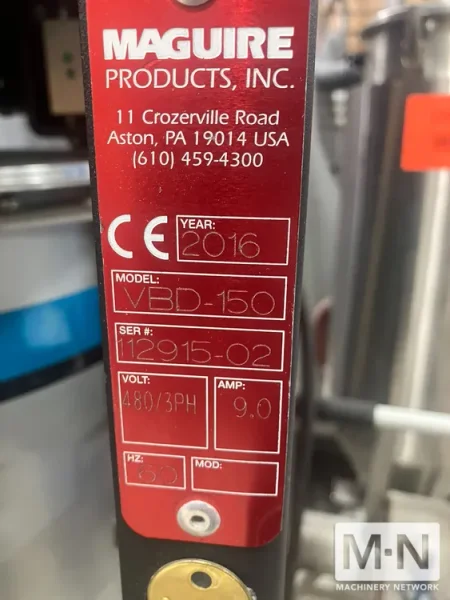 MAGUIRE
PRODUCTS, INC.
11 Crozerville Road
Aston, PA 19014 USA
(610) 459-4300
CE
YEAR:
2016
MODEL:
VBD-150
SER #:
112915-02
VOLT:
480/3PH
AMP:
9.0
HZ:
60
MOD:
M-N
MACHINERY NETWORK